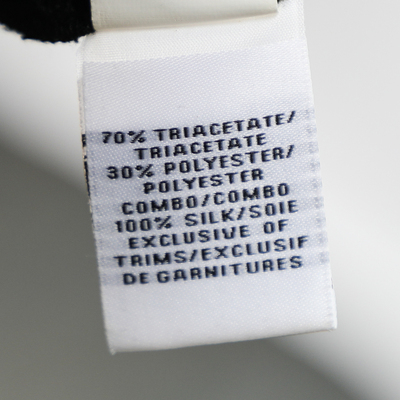 70% TRIACETATE/
TRIACETATE
30% POLYESTER/
POLYESTER
COMBO/COMBO
100% SILK/SOIE
EXCLUSIVE OF
TRIMS/EXCLUSIF
DE GARNITURES